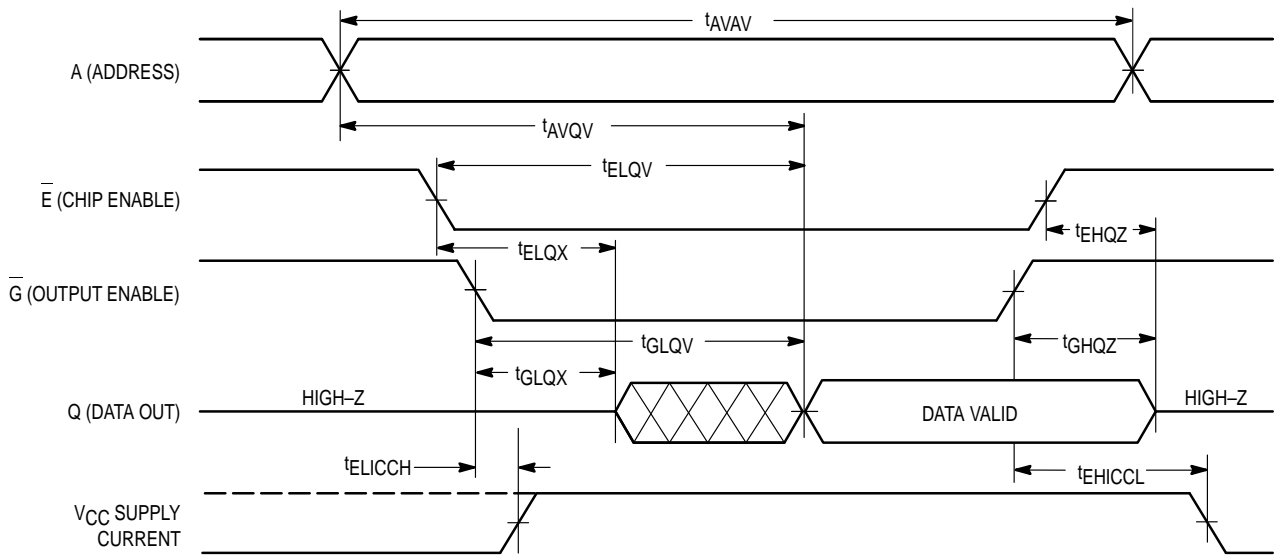 tAVAV
A (ADDRESS)
tAVQV
tELQV
E (CHIP ENABLE)
tEHQZ
tELQX
G (OUTPUT ENABLE)
tGLQV
tGHQZ
tGLQX
HIGH–Z
Q (DATA OUT)
DATA VALID
HIGH–Z
tELICCH
tEHICCL
VCC SUPPLY
CURRENT